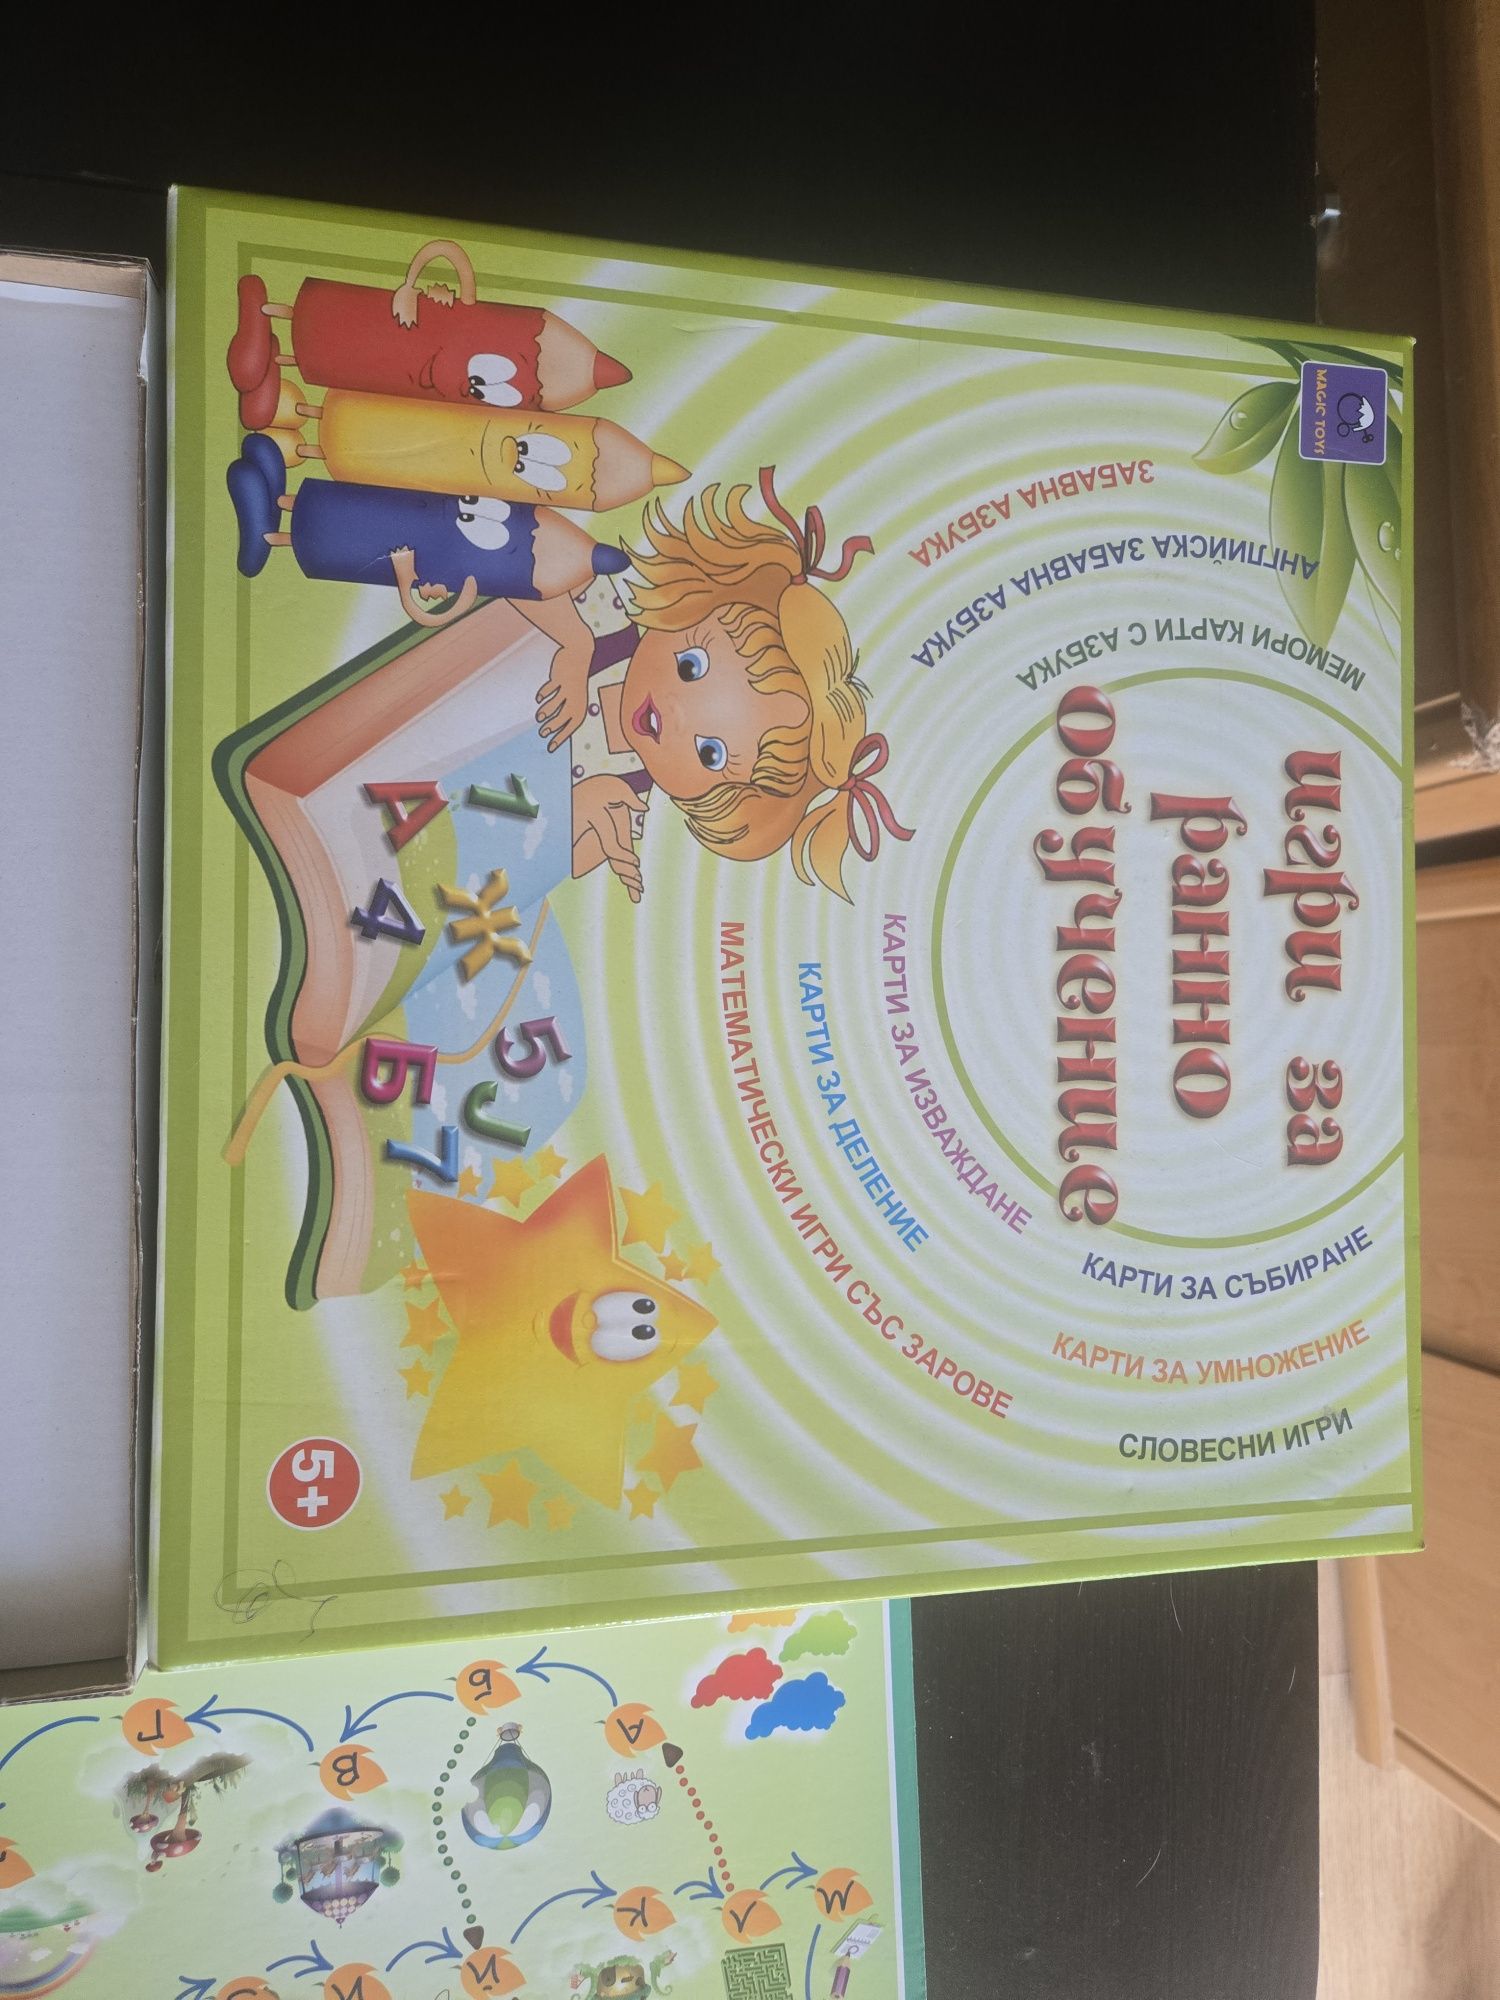 MAGIC TOYS
игри за
ранно
обучение
ЗАБАВНА АЗБУКА
АНГЛИЙСКА ЗАБАВНА АЗБУКА
МЕМОРИ КАРТИ С АЗБУКА
КАРТИ ЗА СЪБИРАНЕ
КАРТИ ЗА УМНОЖЕНИЕ
СЛОВЕСНИ ИГРИ
КАРТИ ЗА ИЗВАЖДАНЕ
КАРТИ ЗА ДЕЛЕНИЕ
МАТЕМАТИЧЕСКИ ИГРИ СЪС ЗАРОВЕ
1 Ж 5 J
А 4 Б 7
5+
А
Б
В
Г
Й
К
Л
М